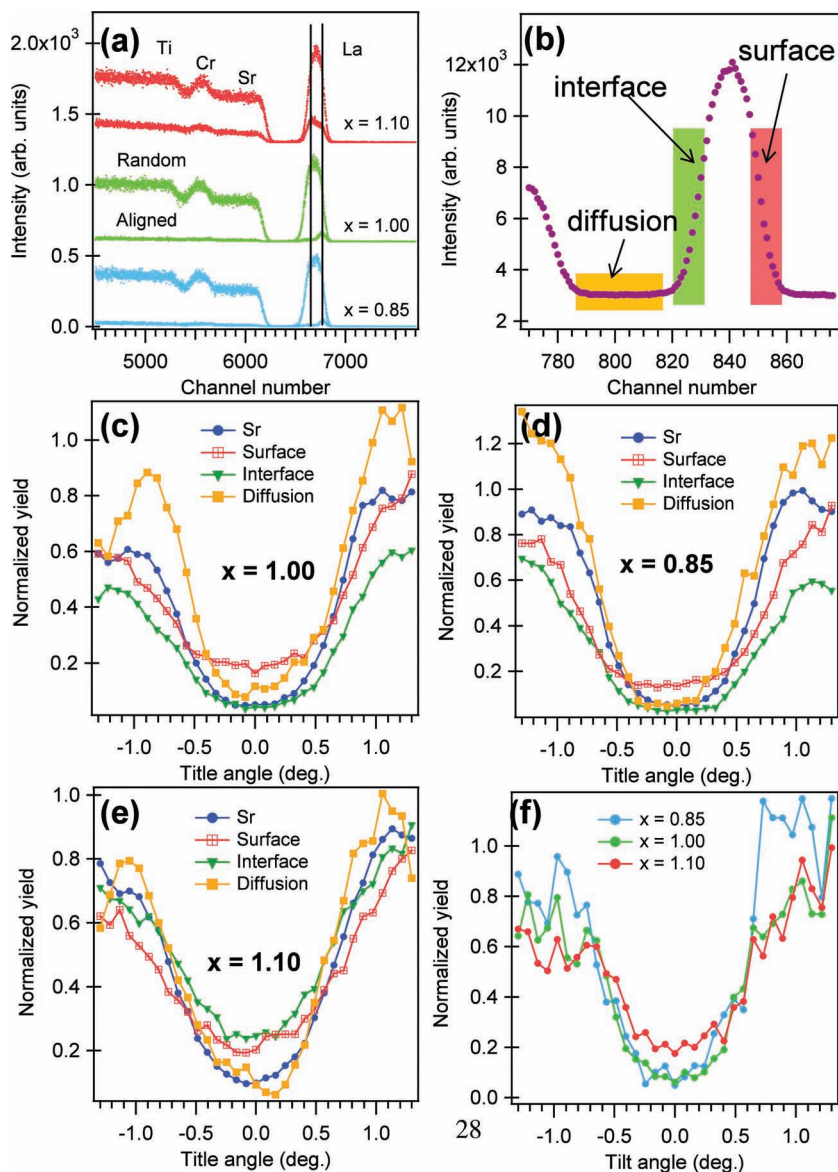 (a)
2.0x10³
1.5
1.0
0.5
0.0
Ti
Cr
Sr
La
x = 1.10
Random
x = 1.00
Aligned
x = 0.85
Intensity (arb. units)
5000 6000 7000
Channel number
(b)
12x10³
10
8
6
4
2
surface
interface
diffusion
Intensity (arb. units)
780 800 820 840 860
Channel number
(c)
Sr
Surface
Interface
Diffusion
x = 1.00
1.0
0.8
0.6
0.4
0.2
Normalized yield
-1.0 -0.5 0.0 0.5 1.0
Title angle (deg.)
(d)
Sr
Surface
Interface
Diffusion
x = 0.85
1.2
1.0
0.8
0.6
0.4
0.2
Normalized yield
-1.0 -0.5 0.0 0.5 1.0
Title angle (deg.)
(e)
Sr
Surface
Interface
Diffusion
x = 1.10
1.0
0.8
0.6
0.4
0.2
Normalized yield
-1.0 -0.5 0.0 0.5 1.0
Title angle (deg.)
(f)
x = 0.85
x = 1.00
x = 1.10
1.0
0.8
0.6
0.4
0.2
0.0
Normalized yield
-1.0 -0.5 0.0 0.5 1.0
Tilt angle (deg.)
28